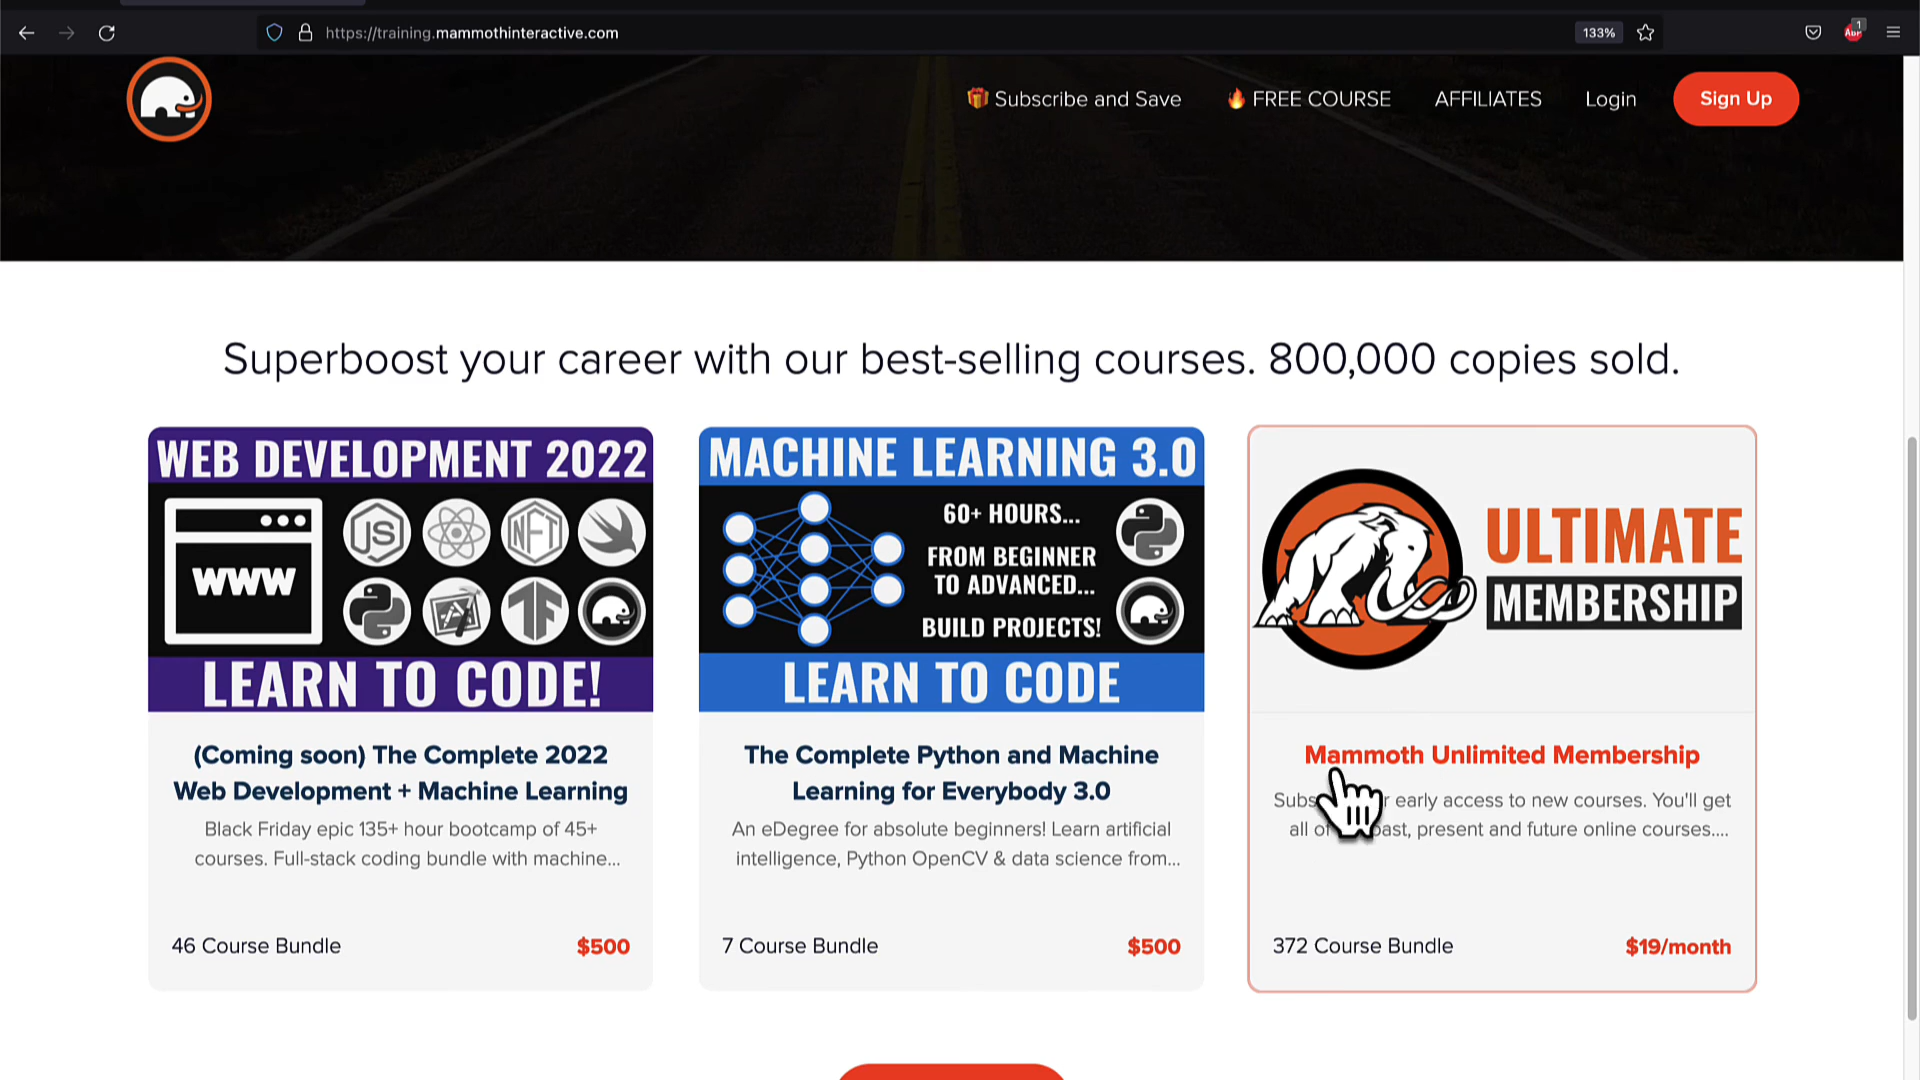 https://training.mammothinteractive.com
133%
1
ABP
🎁 Subscribe and Save
🔥 FREE COURSE
AFFILIATES
Login
Sign Up
Superboost your career with our best-selling courses. 800,000 copies sold.
WEB DEVELOPMENT 2022
WWW
JS
NFT
TF
LEARN TO CODE!
(Coming soon) The Complete 2022
Web Development + Machine Learning
Black Friday epic 135+ hour bootcamp of 45+
courses. Full-stack coding bundle with machine...
46 Course Bundle
$500
MACHINE LEARNING 3.0
60+ HOURS...
FROM BEGINNER
TO ADVANCED...
BUILD PROJECTS!
LEARN TO CODE
The Complete Python and Machine
Learning for Everybody 3.0
An eDegree for absolute beginners! Learn artificial
intelligence, Python OpenCV & data science from...
7 Course Bundle
$500
ULTIMATE
MEMBERSHIP
Mammoth Unlimited Membership
early access to new courses. You'll get
all past, present and future online courses....
372 Course Bundle
$19/month